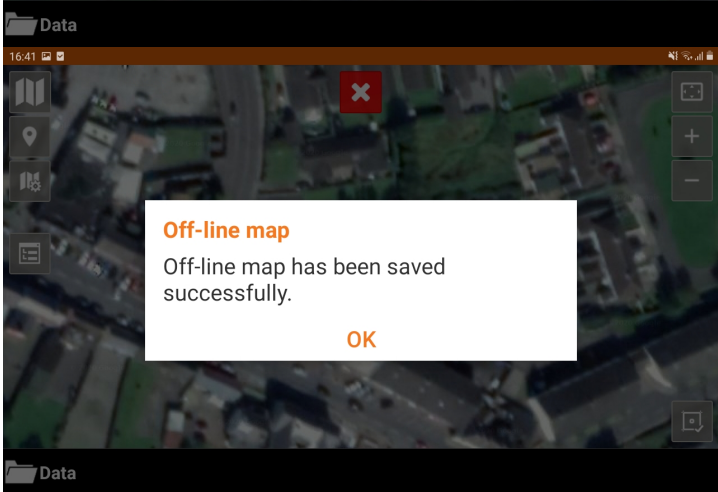 Data
16:41
Off-line map
Off-line map has been saved
successfully.
OK
Data